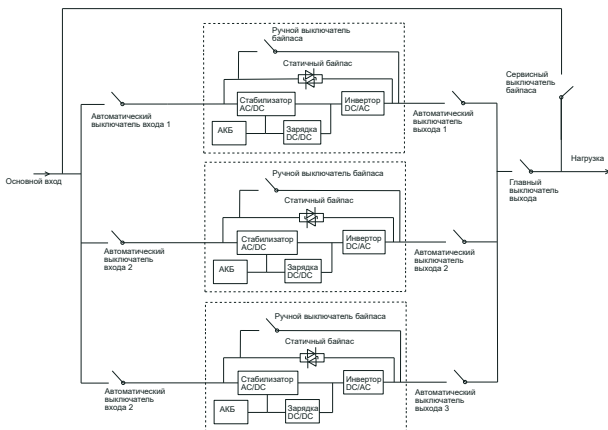 Ручной выключатель
байпаса
Статичный байпас
Сервисный
выключатель
байпаса
Стабилизатор
AC/DC
Инвертор
DC/AC
Автоматический
выключатель входа 1
АКБ
Зарядка
DC/DC
Автоматический
выключатель
выхода 1
Основной вход
Нагрузка
Главный
выключатель
выхода
Ручной выключатель байпаса
Статичный байпас
Стабилизатор
AC/DC
Инвертор
DC/AC
Автоматический
выключатель
входа 2
АКБ
Зарядка
DC/DC
Автоматический
выключатель
выхода 2
Ручной выключатель байпаса
Статичный байпас
Стабилизатор
AC/DC
Инвертор
DC/AC
Автоматический
выключатель
входа 2
АКБ
Зарядка
DC/DC
Автоматический
выключатель
выхода 3